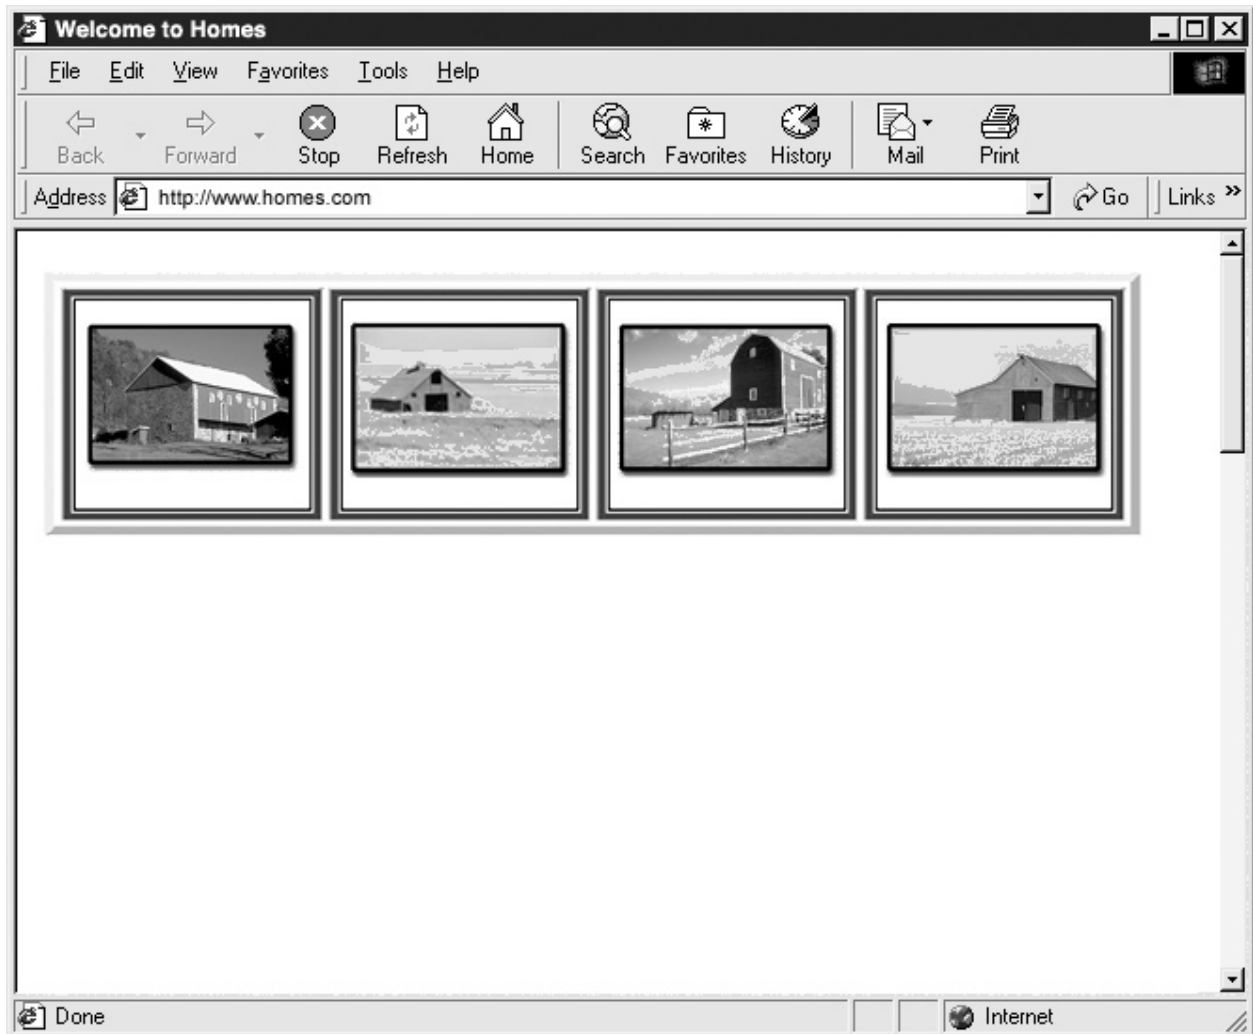 Welcome to Homes
File Edit View Favorites Tools Help
Back Forward Stop Refresh Home Search Favorites History Mail Print
Address http://www.homes.com Go Links »
Done Internet